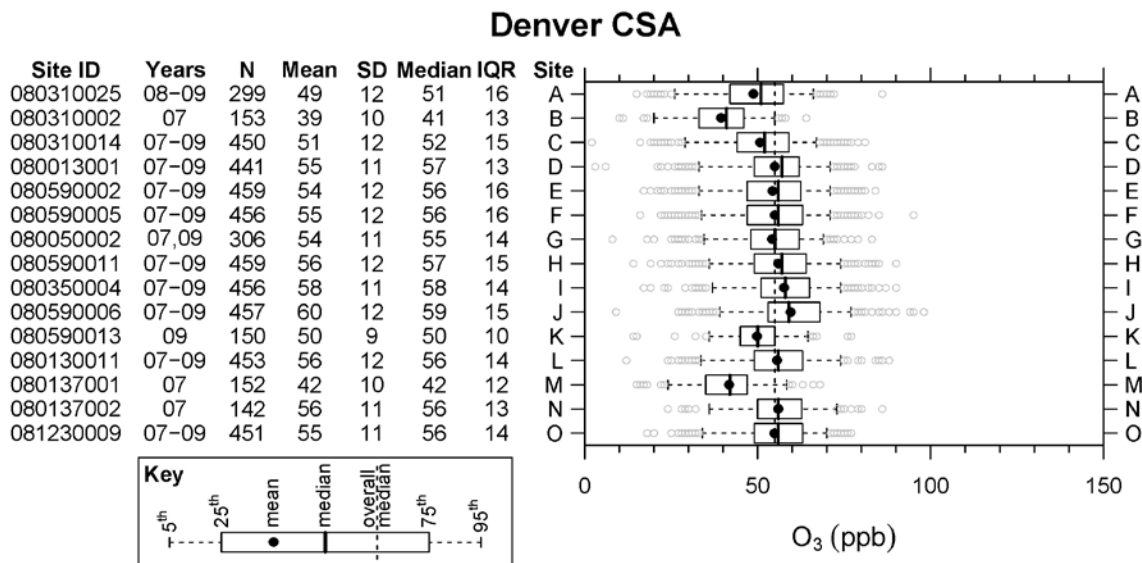 Denver CSA
Site ID Years N Mean SD Median IQR Site
080310025 08-09 299 49 12 51 16 A A
080310002 07 153 39 10 41 13 B B
080310014 07-09 450 51 12 52 15 C C
080013001 07-09 441 55 11 57 13 D D
080590002 07-09 459 54 12 56 16 E E
080590005 07-09 456 55 12 56 16 F F
080050002 07,09 306 54 11 55 14 G G
080590011 07-09 459 56 12 57 15 H H
080350004 07-09 456 58 11 58 14 I I
080590006 07-09 457 60 12 59 15 J J
080590013 09 150 50 9 50 10 K K
080130011 07-09 453 56 12 56 14 L L
080137001 07 152 42 10 42 12 M M
080137002 07 142 56 11 56 13 N N
081230009 07-09 451 55 11 56 14 O O
0 50 100 150
O3 (ppb)
Key
5th 25th mean median overall median 75th 95th